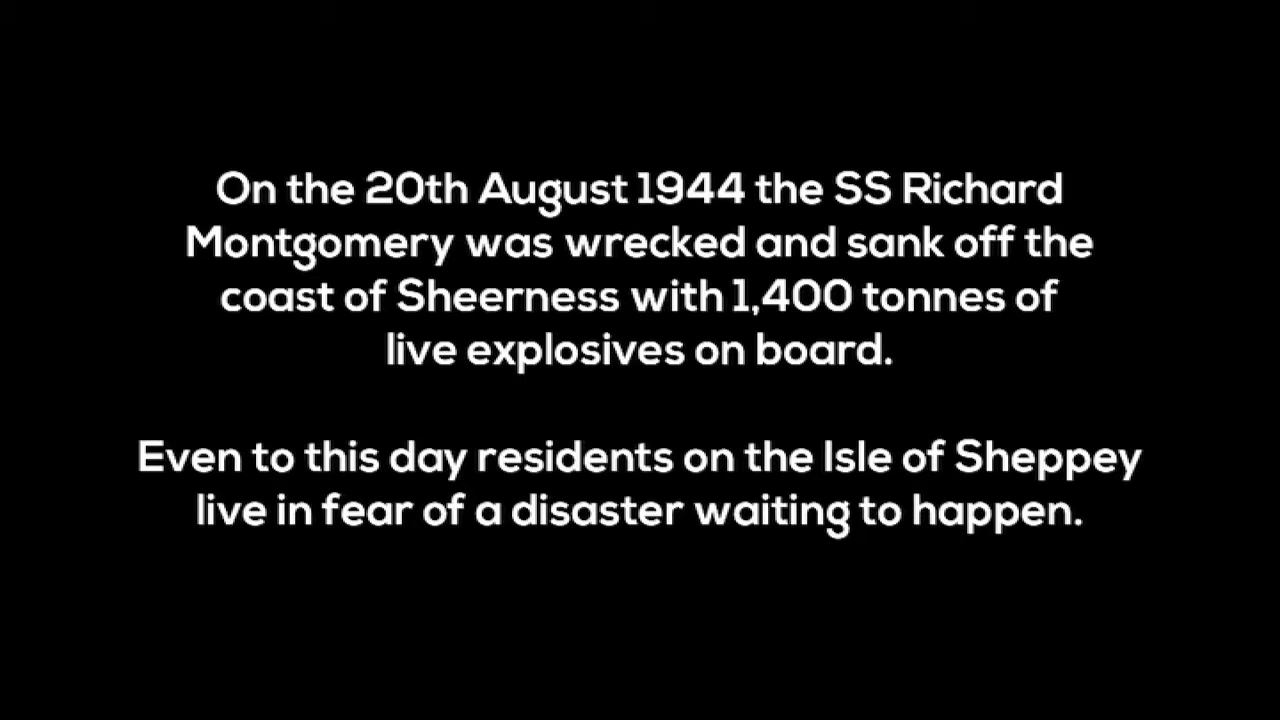 On the 20th August 1944 the SS Richard
Montgomery was wrecked and sank off the
coast of Sheerness with 1,400 tonnes of
live explosives on board.
Even to this day residents on the Isle of Sheppey
live in fear of a disaster waiting to happen.